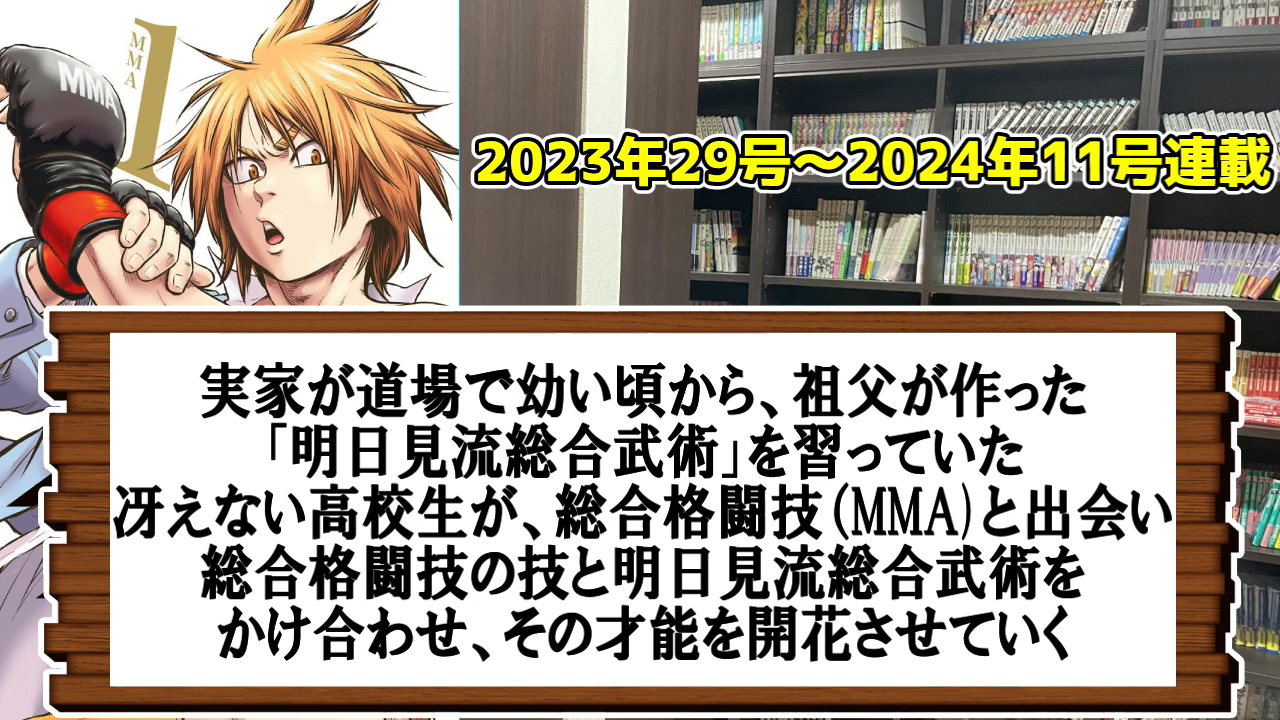 MMA
1
MMA
2023年29号～2024年11号連載
実家が道場で幼い頃から、祖父が作った
「明日見流総合武術」を習っていた
冴えない高校生が、総合格闘技(MMA)と出会い
総合格闘技の技と明日見流総合武術を
かけ合わせ、その才能を開花させていく